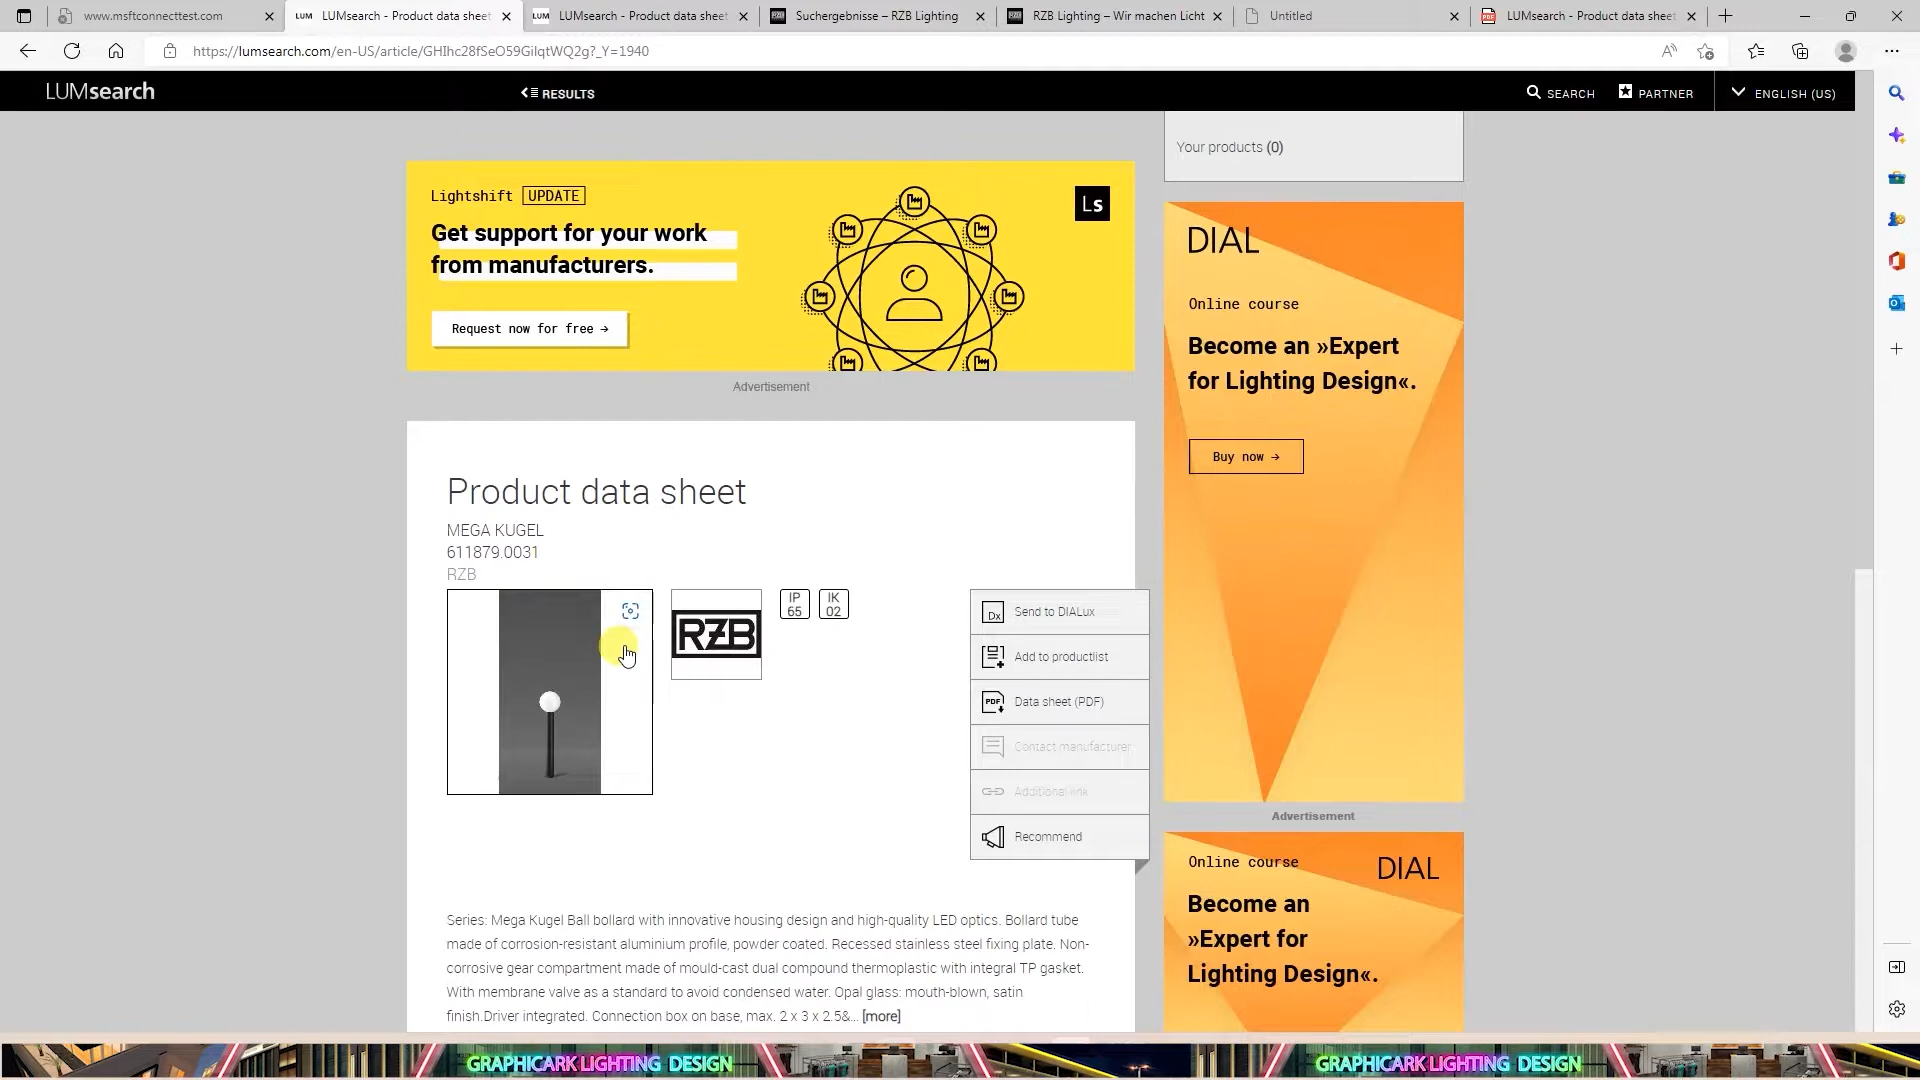 www.msftconnecttest.com
LUM
LUMsearch - Product data sheet
LUM
LUMsearch - Product data sheet
Suchergebnisse – RZB Lighting
RZB Lighting – Wir machen Licht
Untitled
LUMsearch - Product data sheet
https://lumsearch.com/en-US/article/GHIhc28fSeO59GilqtWQ2g?_Y=1940
LUMsearch
RESULTS
SEARCH
PARTNER
ENGLISH (US)
Your products (0)
Lightshift UPDATE
Get support for your work
from manufacturers.
Request now for free →
Ls
Advertisement
DIAL
Online course
Become an »Expert
for Lighting Design«.
Buy now →
Product data sheet
MEGA KUGEL
611879.0031
RZB
RZB
IP
65
IK
02
Dx
Send to DIALux
Add to productlist
PDF
Data sheet (PDF)
Contact manufacturer
Additional link
Recommend
Advertisement
Online course
DIAL
Become an
»Expert for
Lighting Design«.
Series: Mega Kugel Ball bollard with innovative housing design and high-quality LED optics. Bollard tube
made of corrosion-resistant aluminium profile, powder coated. Recessed stainless steel fixing plate. Non-
corrosive gear compartment made of mould-cast dual compound thermoplastic with integral TP gasket.
With membrane valve as a standard to avoid condensed water. Opal glass: mouth-blown, satin
finish.Driver integrated. Connection box on base, max. 2 x 3 x 2.5&... [more]
GRAPHICARK LIGHTING DESIGN
GRAPHICARK LIGHTING DESIGN